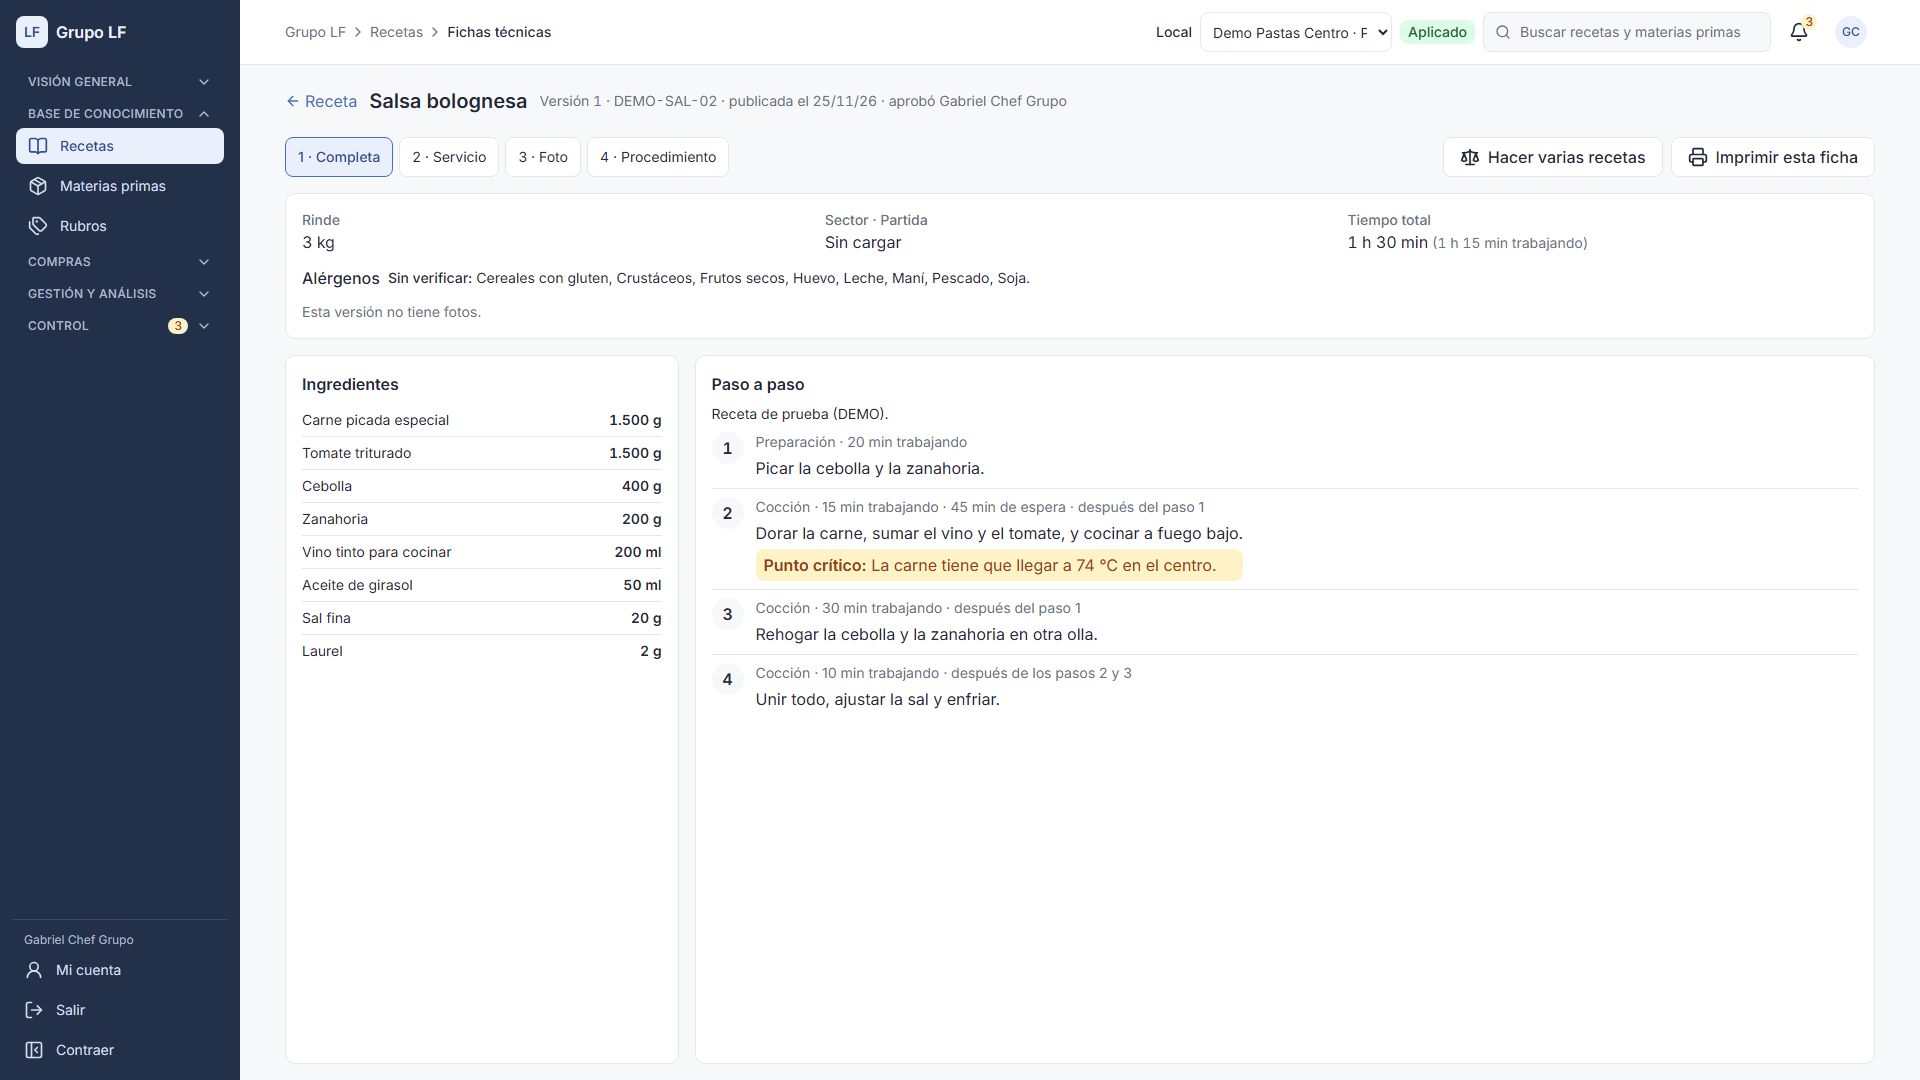 LF Grupo LF
VISIÓN GENERAL
BASE DE CONOCIMIENTO
Recetas
Materias primas
Rubros
COMPRAS
GESTIÓN Y ANÁLISIS
CONTROL 3
Gabriel Chef Grupo
Mi cuenta
Salir
Contraer
Grupo LF > Recetas > Fichas técnicas
Local Demo Pastas Centro · P Aplicado Buscar recetas y materias primas 3 GC
← Receta Salsa bolognesa Versión 1 · DEMO-SAL-02 · publicada el 25/11/26 · aprobó Gabriel Chef Grupo
1 · Completa 2 · Servicio 3 · Foto 4 · Procedimiento Hacer varias recetas Imprimir esta ficha
Rinde Sector · Partida Tiempo total
3 kg Sin cargar 1 h 30 min (1 h 15 min trabajando)
Alérgenos Sin verificar: Cereales con gluten, Crustáceos, Frutos secos, Huevo, Leche, Maní, Pescado, Soja.
Esta versión no tiene fotos.
Ingredientes
Carne picada especial 1.500 g
Tomate triturado 1.500 g
Cebolla 400 g
Zanahoria 200 g
Vino tinto para cocinar 200 ml
Aceite de girasol 50 ml
Sal fina 20 g
Laurel 2 g
Paso a paso
Receta de prueba (DEMO).
1 Preparación · 20 min trabajando
Picar la cebolla y la zanahoria.
2 Cocción · 15 min trabajando · 45 min de espera · después del paso 1
Dorar la carne, sumar el vino y el tomate, y cocinar a fuego bajo.
Punto crítico: La carne tiene que llegar a 74 °C en el centro.
3 Cocción · 30 min trabajando · después del paso 1
Rehogar la cebolla y la zanahoria en otra olla.
4 Cocción · 10 min trabajando · después de los pasos 2 y 3
Unir todo, ajustar la sal y enfriar.